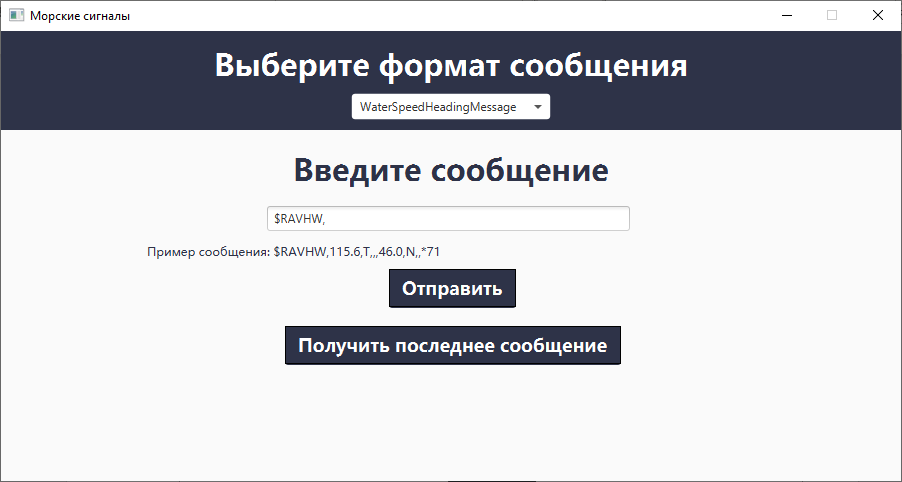 Морские сигналы
Выберите формат сообщения
WaterSpeedHeadingMessage
Введите сообщение
$RAVHW,
Пример сообщения: $RAVHW,115.6,T,,,46.0,N,,*71
Отправить
Получить последнее сообщение